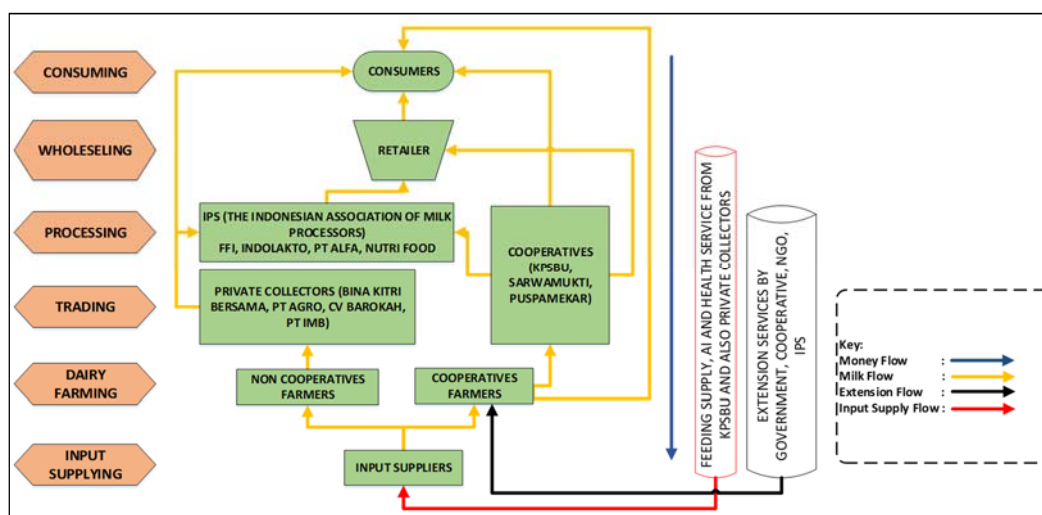 CONSUMING
WHOLESELING
PROCESSING
TRADING
DAIRY
FARMING
INPUT
SUPPLYING
CONSUMERS
RETAILER
IPS (THE INDONESIAN ASSOCIATION OF MILK
PROCESSORS)
FFI, INDOLAKTO, PT ALFA, NUTRI FOOD
PRIVATE COLLECTORS (BINA KITRI
BERSAMA, PT AGRO, CV BAROKAH,
PT IMB)
COOPERATIVES
(KPSBU,
SARWAMUKTI,
PUSPAMEKAR)
NON COOPERATIVES
FARMERS
COOPERATIVES
FARMERS
INPUT SUPPLIERS
FEEDING SUPPLY, AI AND HEALTH SERVICE FROM
KPSBU AND ALSO PRIVATE COLLECTORS
EXTENSION SERVICES BY
GOVERNMENT, COOPERATIVE, NGO,
IPS
Key:
Money Flow :
Milk Flow :
Extension Flow :
Input Supply Flow :